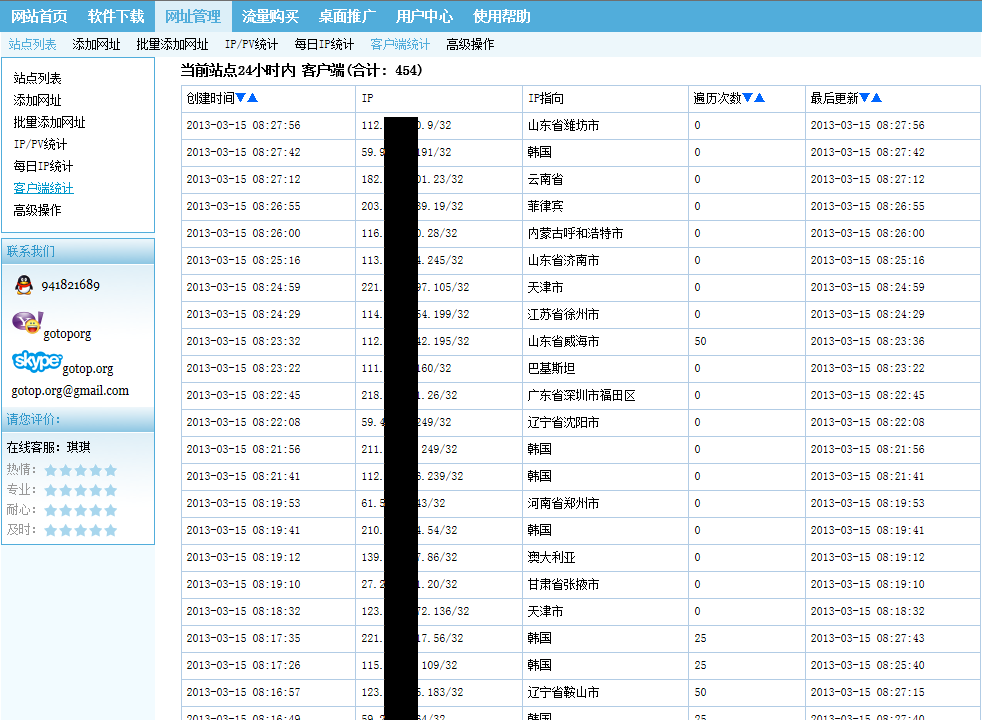 网站首页 软件下载 网址管理 流量购买 桌面推广 用户中心 使用帮助
站点列表 添加网址 批量添加网址 IP/PV统计 每日IP统计 客户端统计 高级操作
站点列表
添加网址
批量添加网址
IP/PV统计
每日IP统计
客户端统计
高级操作
联系我们
941821689
gotoporg
skype gotop.org
gotop.org@gmail.com
请您评价:
在线客服: 琪琪
热情:
专业:
耐心:
及时:
当前站点24小时内 客户端(合计: 454)
创建时间 IP IP指向 遍历次数 最后更新
2013-03-15 08:27:56 112. 0.9/32 山东省潍坊市 0 2013-03-15 08:27:56
2013-03-15 08:27:42 59.9 191/32 韩国 0 2013-03-15 08:27:42
2013-03-15 08:27:12 182. 01.23/32 云南省 0 2013-03-15 08:27:12
2013-03-15 08:26:55 203. 39.19/32 菲律宾 0 2013-03-15 08:26:55
2013-03-15 08:26:00 116. 0.28/32 内蒙古呼和浩特市 0 2013-03-15 08:26:00
2013-03-15 08:25:16 113. 4.245/32 山东省济南市 0 2013-03-15 08:25:16
2013-03-15 08:24:59 221. 97.105/32 天津市 0 2013-03-15 08:24:59
2013-03-15 08:24:29 114. 54.199/32 江苏省徐州市 0 2013-03-15 08:24:29
2013-03-15 08:23:32 112. 42.195/32 山东省威海市 50 2013-03-15 08:23:36
2013-03-15 08:23:22 111. 160/32 巴基斯坦 0 2013-03-15 08:23:22
2013-03-15 08:22:45 218. 1.26/32 广东省深圳市福田区 0 2013-03-15 08:22:45
2013-03-15 08:22:08 59.4 249/32 辽宁省沈阳市 0 2013-03-15 08:22:08
2013-03-15 08:21:56 211. 249/32 韩国 0 2013-03-15 08:21:56
2013-03-15 08:21:41 112. 6.239/32 韩国 0 2013-03-15 08:21:41
2013-03-15 08:19:53 61.5 43/32 河南省郑州市 0 2013-03-15 08:19:53
2013-03-15 08:19:41 210. 4.54/32 韩国 0 2013-03-15 08:19:41
2013-03-15 08:19:12 139. 7.86/32 澳大利亚 0 2013-03-15 08:19:12
2013-03-15 08:19:10 27.2 1.20/32 甘肃省张掖市 0 2013-03-15 08:19:10
2013-03-15 08:18:32 123. 72.136/32 天津市 0 2013-03-15 08:18:32
2013-03-15 08:17:35 221. 17.56/32 韩国 25 2013-03-15 08:27:43
2013-03-15 08:17:26 115. 109/32 韩国 25 2013-03-15 08:25:40
2013-03-15 08:16:57 123. 5.183/32 辽宁省鞍山市 50 2013-03-15 08:27:15
2013-03-15 08:16:49 59.2 64/32 韩国 25 2013-03-15 08:27:40